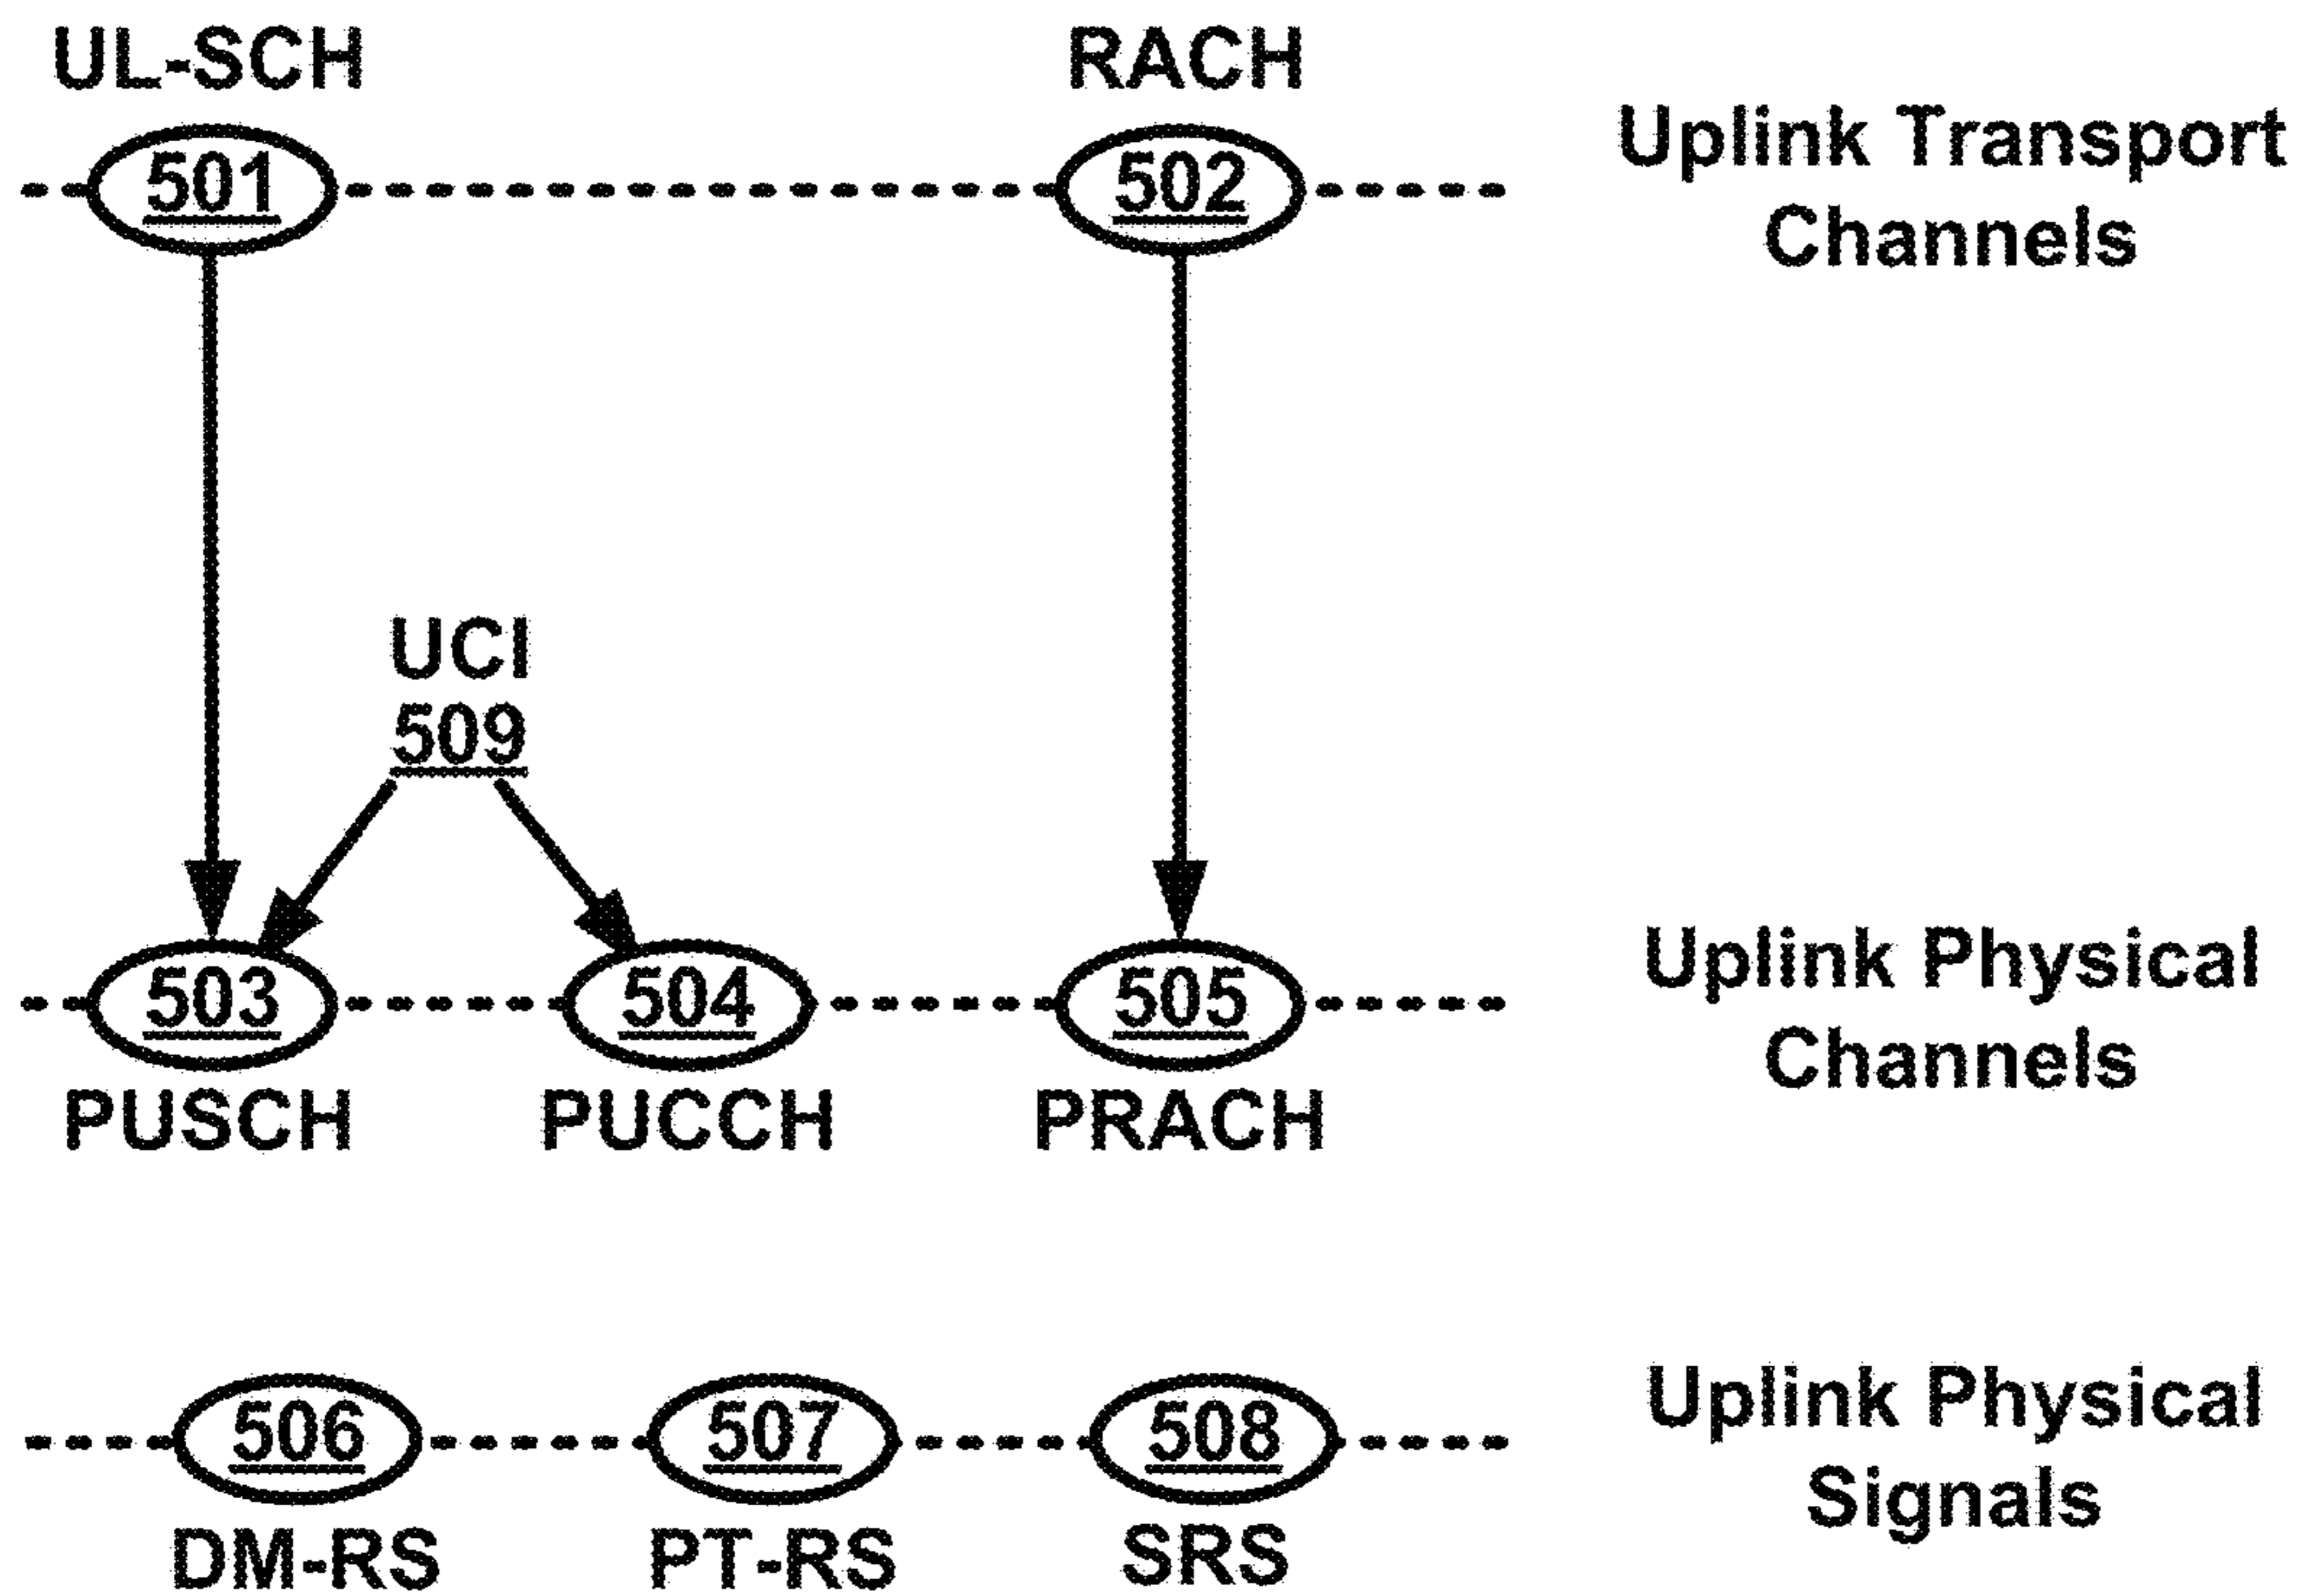 UL-SCH
RACH
501
502
Uplink Transport
Channels
UCI
509
503
504
505
Uplink Physical
Channels
PUSCH
PUCCH
PRACH
506
507
508
Uplink Physical
Signals
DM-RS
PT-RS
SRS